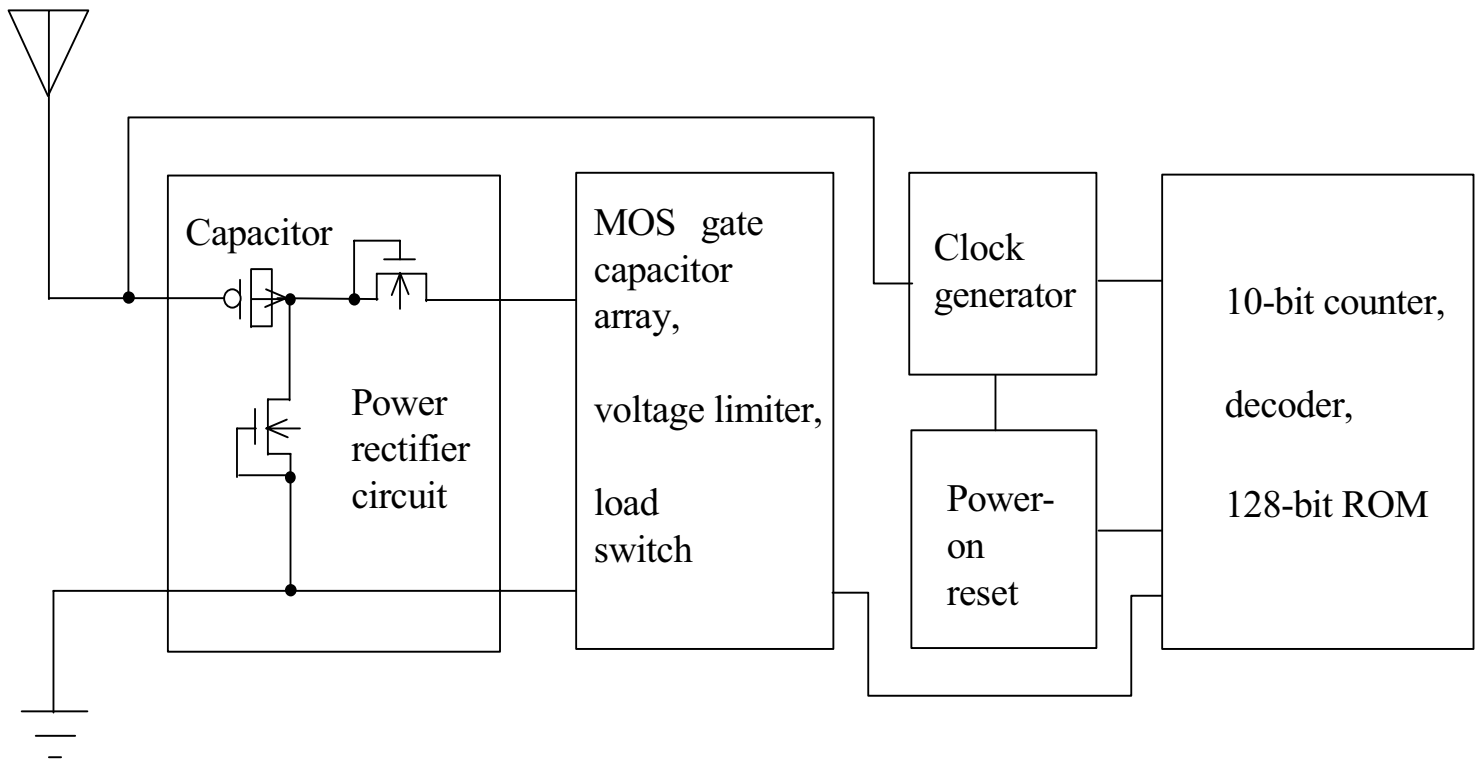 Capacitor
Power
rectifier
circuit
MOS gate
capacitor
array,
voltage limiter,
load
switch
Clock
generator
Power-
on
reset
10-bit counter,
decoder,
128-bit ROM